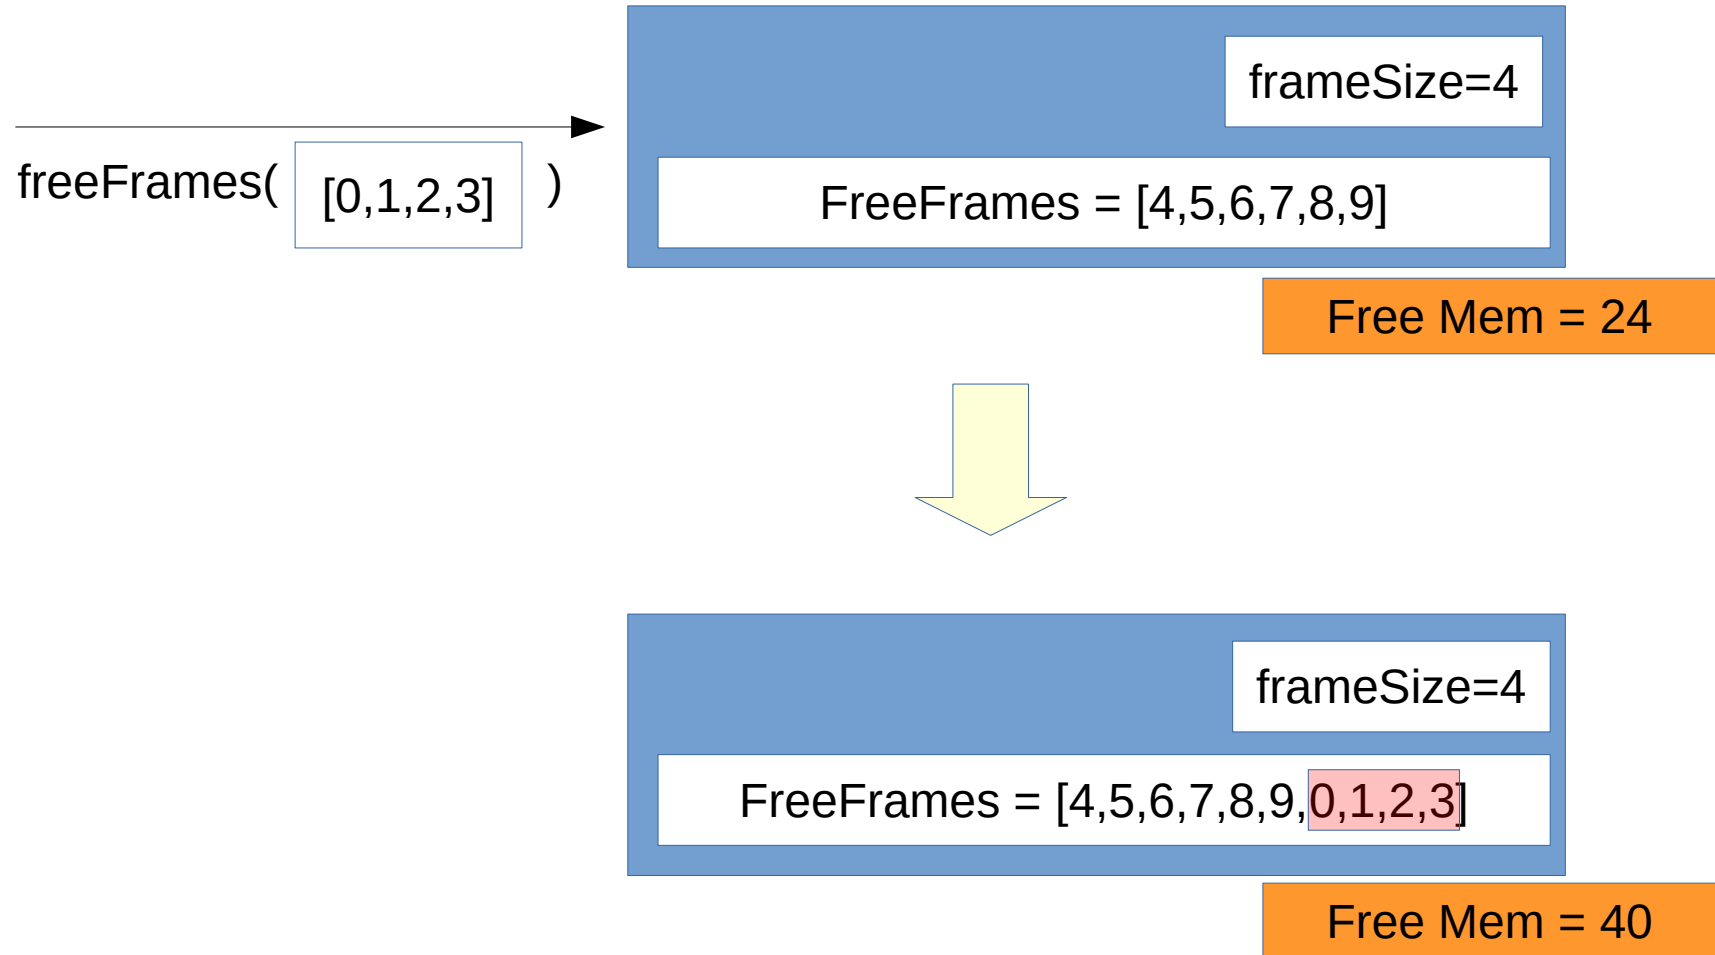 frameSize=4
freeFrames( [0,1,2,3] )
FreeFrames = [4,5,6,7,8,9]
Free Mem = 24
frameSize=4
FreeFrames = [4,5,6,7,8,9,0,1,2,3]
Free Mem = 40